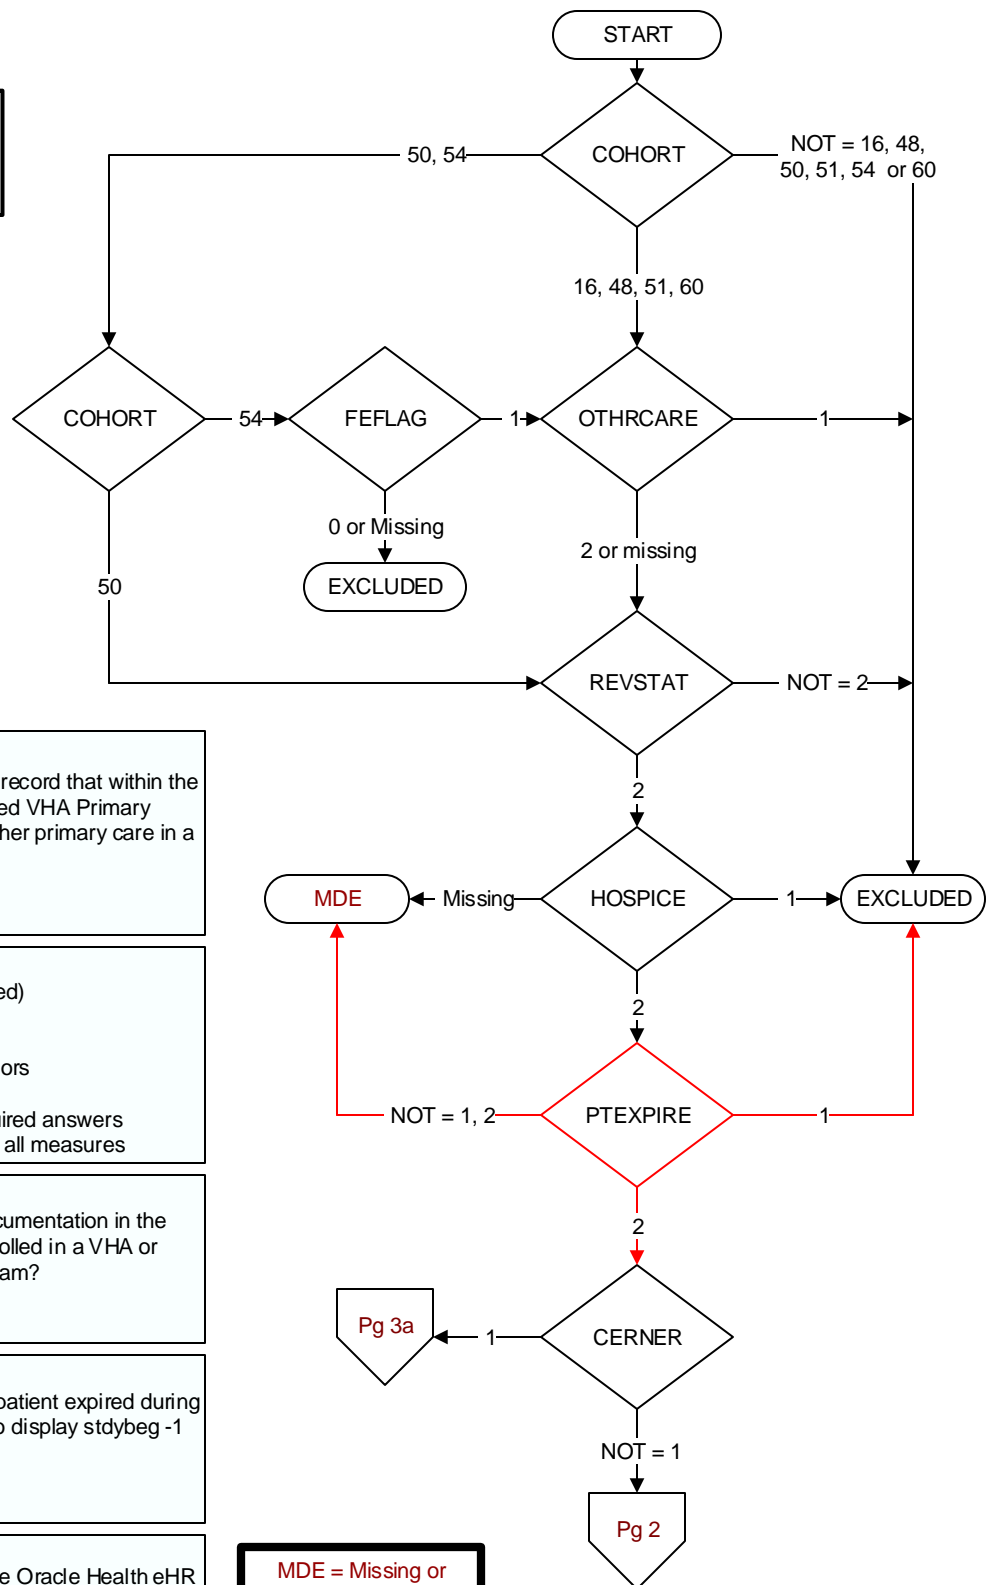 START
COHORT
50, 54
NOT = 16, 48,
50, 51, 54 or 60
16, 48, 51, 60
COHORT
54
FEFLAG
1
OTHRCARE
1
0 or Missing
EXCLUDED
2 or missing
50
REVSTAT
NOT = 2
2
record that within the
ed VHA Primary
her primary care in a
MDE
Missing
HOSPICE
1
EXCLUDED
ed)
ors
uired answers
all measures
2
NOT = 1, 2
PTEXPIRE
1
2
cumentation in the
olled in a VHA or
am?
Pg 3a
1
CERNER
patient expired during
o display stdybeg -1
NOT = 1
Pg 2
e Oracle Health eHR
MDE = Missing or